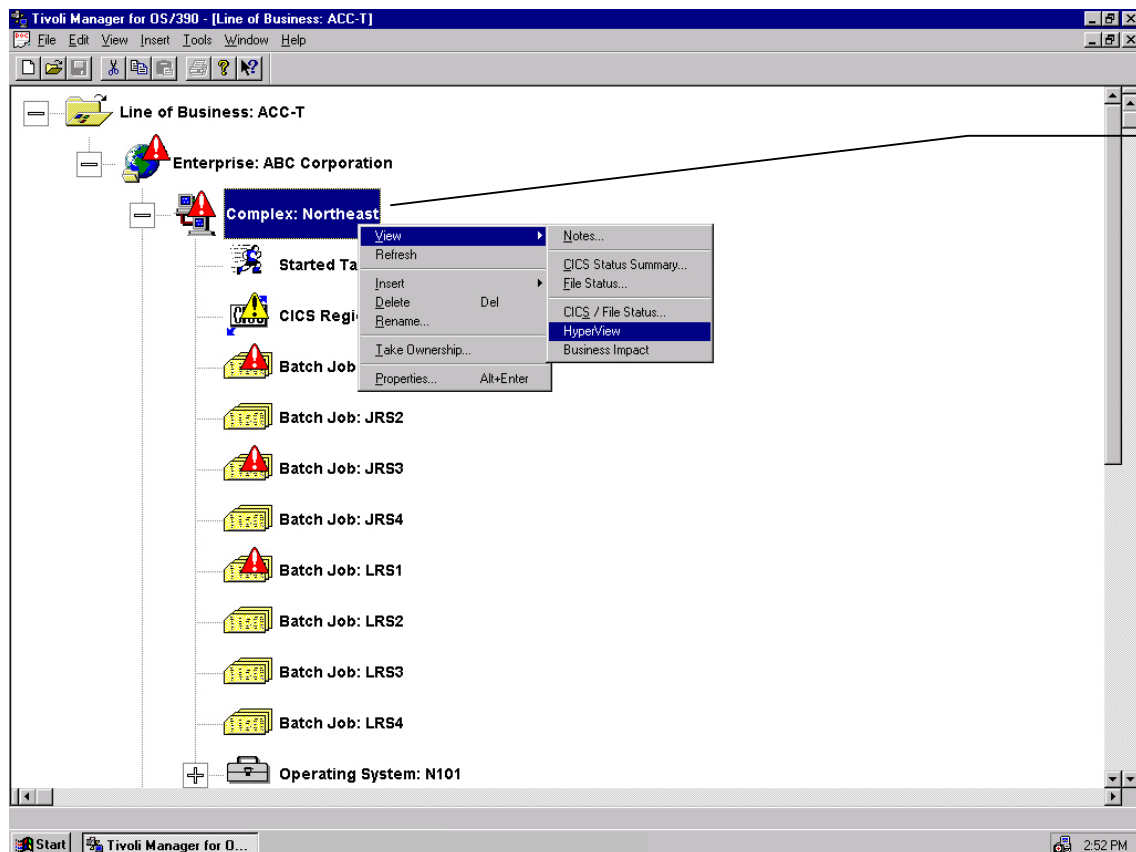 Tivoli Manager for OS/390 - [Line of Business: ACC-T]
File Edit View Insert Tools Window Help
Line of Business: ACC-T
Enterprise: ABC Corporation
Complex: Northeast
View
Refresh
Insert
Delete Del
Rename...
Take Ownership...
Properties... Alt+Enter
Notes...
CICS Status Summary...
File Status...
CICS / File Status...
HyperView
Business Impact
Started Ta
CICS Regi
Batch Job
Batch Job: JRS2
Batch Job: JRS3
Batch Job: JRS4
Batch Job: LRS1
Batch Job: LRS2
Batch Job: LRS3
Batch Job: LRS4
Operating System: N101
Start
Tivoli Manager for O...
2:52 PM